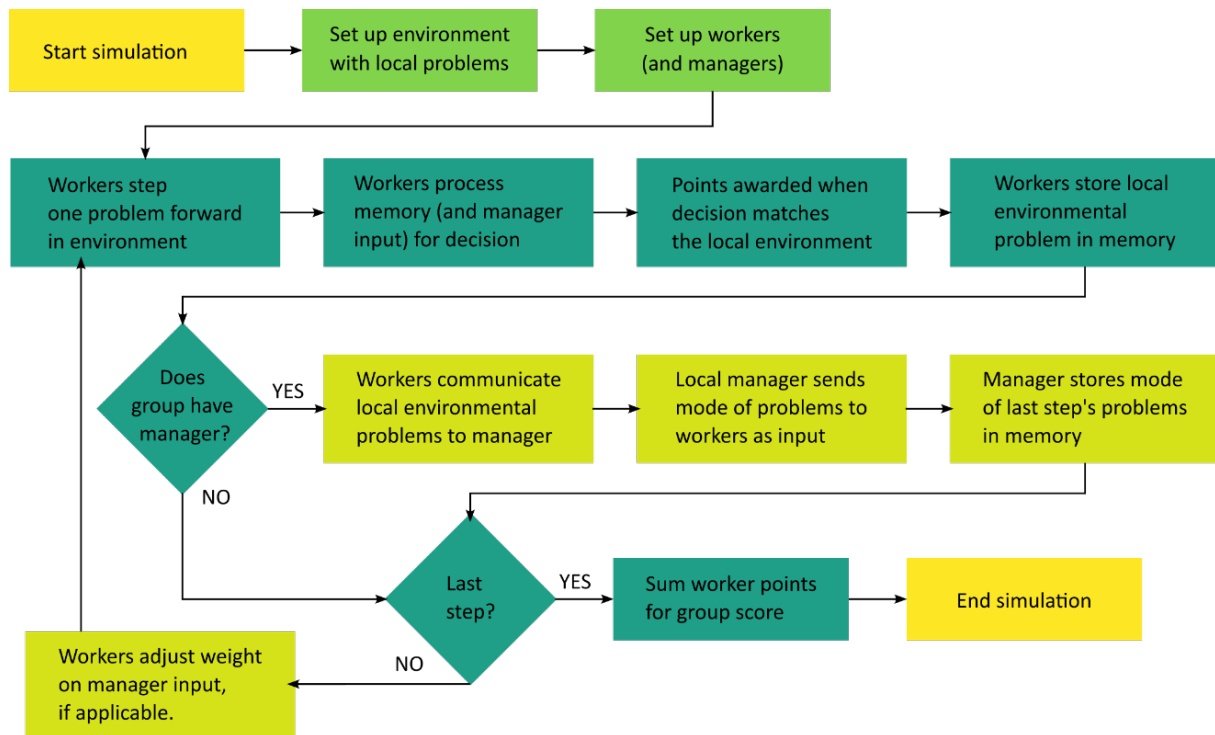 Start simulation
Set up environment
with local problems
Set up workers
(and managers)
Workers step
one problem forward
in environment
Workers process
memory (and manager
input) for decision
Points awarded when
decision matches
the local environment
Workers store local
environmental
problem in memory
Does
group have
manager?
YES
Workers communicate
local environmental
problems to manager
Local manager sends
mode of problems to
workers as input
Manager stores mode
of last step's problems
in memory
NO
Last
step?
YES
Sum worker points
for group score
End simulation
NO
Workers adjust weight
on manager input,
if applicable.